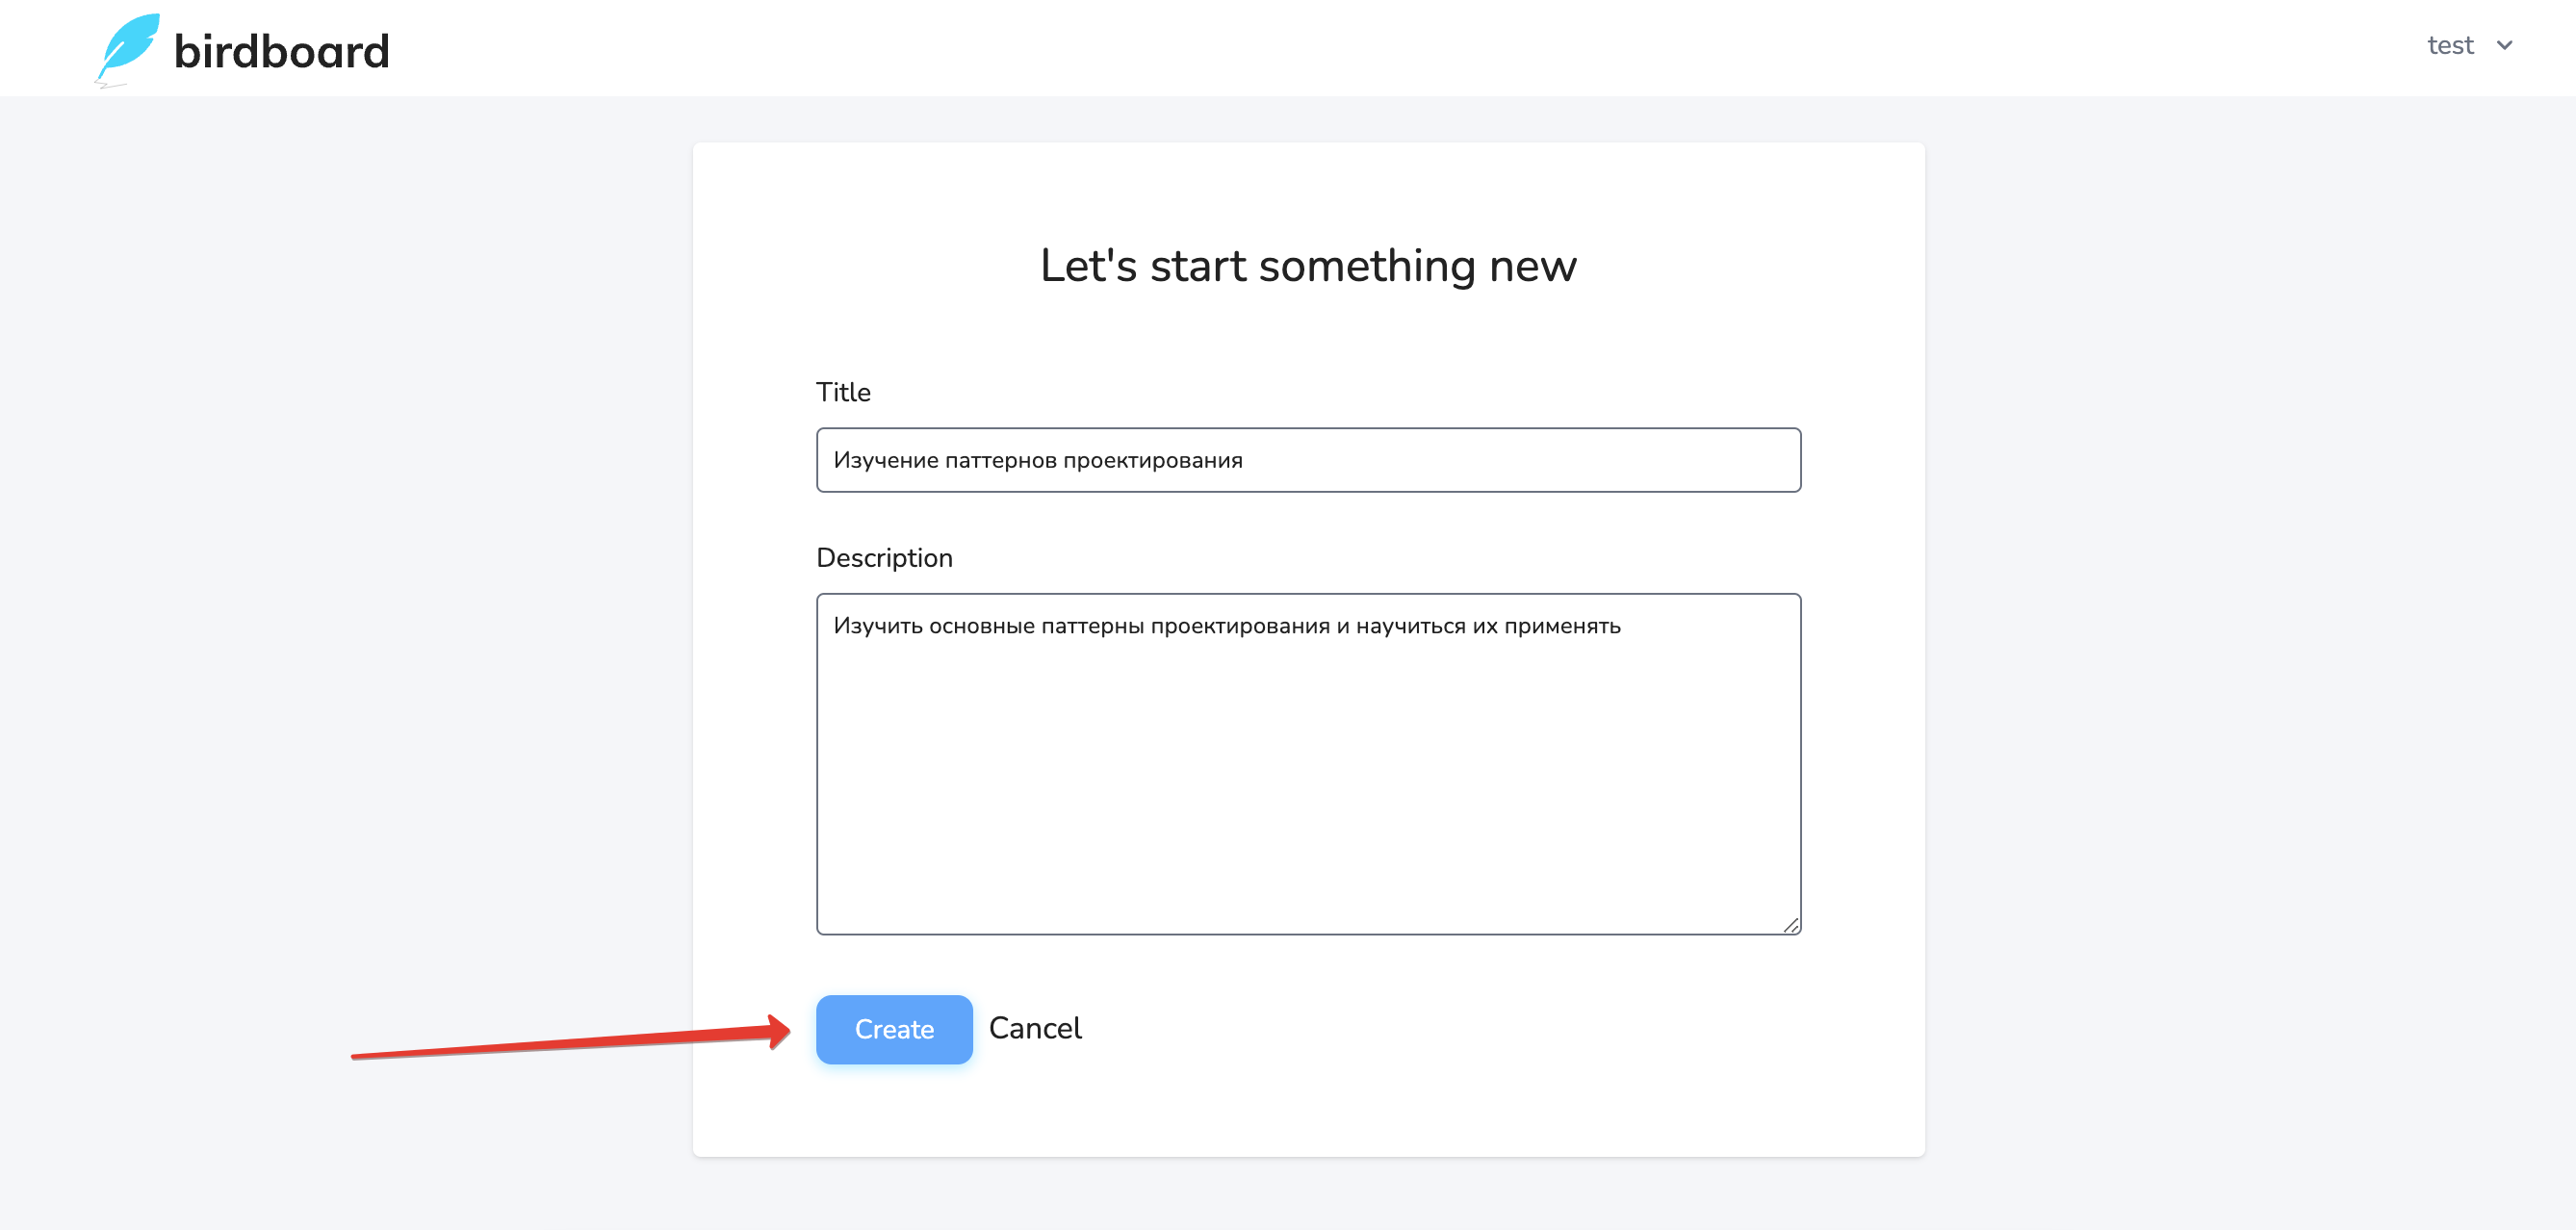 birdboard
test
Let's start something new
Title
Изучение паттернов проектирования
Description
Изучить основные паттерны проектирования и научиться их применять
Create Cancel